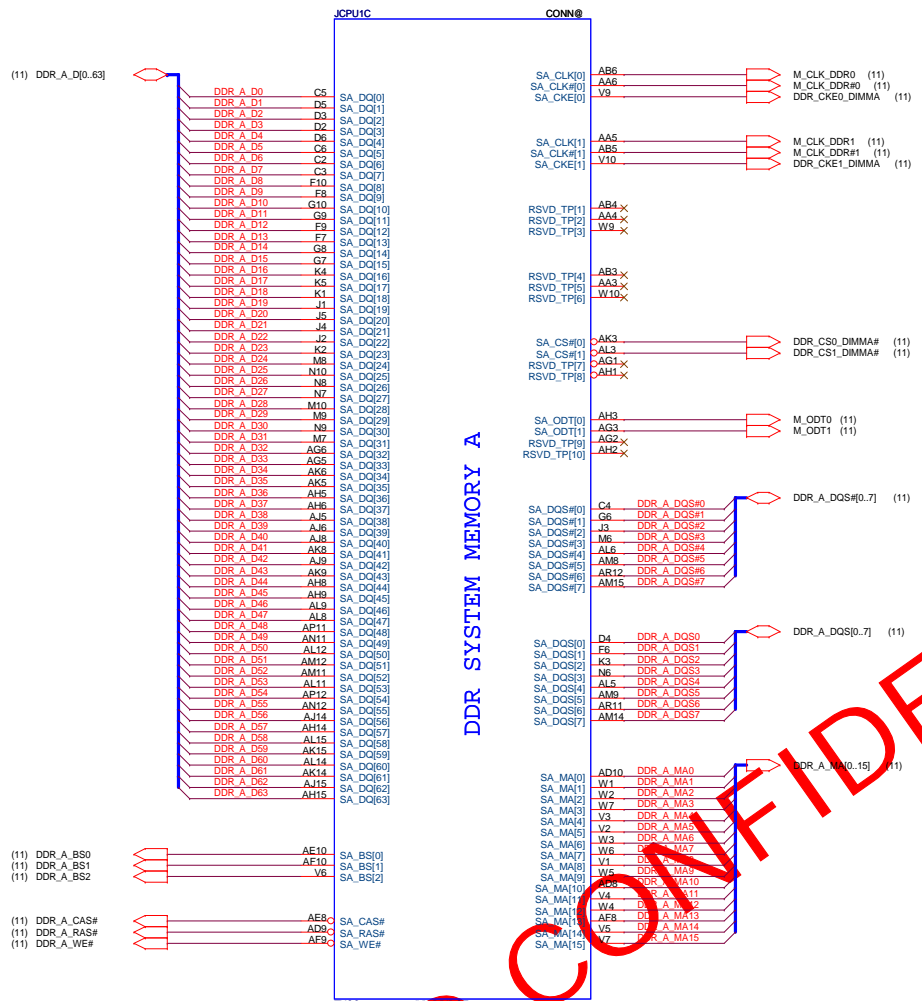 JCPU1C CONN@
(11) DDR_A_D[0..63]
DDR_A_D0 C5 SA_DQ[0]
DDR_A_D1 D5 SA_DQ[1]
DDR_A_D2 D3 SA_DQ[2]
DDR_A_D3 D2 SA_DQ[3]
DDR_A_D4 D6 SA_DQ[4]
DDR_A_D5 C6 SA_DQ[5]
DDR_A_D6 C2 SA_DQ[6]
DDR_A_D7 C3 SA_DQ[7]
DDR_A_D8 F10 SA_DQ[8]
DDR_A_D9 F8 SA_DQ[9]
DDR_A_D10 G10 SA_DQ[10]
DDR_A_D11 G9 SA_DQ[11]
DDR_A_D12 F9 SA_DQ[12]
DDR_A_D13 F7 SA_DQ[13]
DDR_A_D14 G8 SA_DQ[14]
DDR_A_D15 G7 SA_DQ[15]
DDR_A_D16 K4 SA_DQ[16]
DDR_A_D17 K5 SA_DQ[17]
DDR_A_D18 K1 SA_DQ[18]
DDR_A_D19 J1 SA_DQ[19]
DDR_A_D20 J5 SA_DQ[20]
DDR_A_D21 J4 SA_DQ[21]
DDR_A_D22 J2 SA_DQ[22]
DDR_A_D23 K2 SA_DQ[23]
DDR_A_D24 M8 SA_DQ[24]
DDR_A_D25 N10 SA_DQ[25]
DDR_A_D26 N8 SA_DQ[26]
DDR_A_D27 N7 SA_DQ[27]
DDR_A_D28 M10 SA_DQ[28]
DDR_A_D29 M9 SA_DQ[29]
DDR_A_D30 N9 SA_DQ[30]
DDR_A_D31 M7 SA_DQ[31]
DDR_A_D32 AG6 SA_DQ[32]
DDR_A_D33 AG5 SA_DQ[33]
DDR_A_D34 AK6 SA_DQ[34]
DDR_A_D35 AK5 SA_DQ[35]
DDR_A_D36 AH5 SA_DQ[36]
DDR_A_D37 AH6 SA_DQ[37]
DDR_A_D38 AJ5 SA_DQ[38]
DDR_A_D39 AJ6 SA_DQ[39]
DDR_A_D40 AJ8 SA_DQ[40]
DDR_A_D41 AK8 SA_DQ[41]
DDR_A_D42 AJ9 SA_DQ[42]
DDR_A_D43 AK9 SA_DQ[43]
DDR_A_D44 AH8 SA_DQ[44]
DDR_A_D45 AH9 SA_DQ[45]
DDR_A_D46 AL9 SA_DQ[46]
DDR_A_D47 AL8 SA_DQ[47]
DDR_A_D48 AP11 SA_DQ[48]
DDR_A_D49 AN11 SA_DQ[49]
DDR_A_D50 AL12 SA_DQ[50]
DDR_A_D51 AM12 SA_DQ[51]
DDR_A_D52 AM11 SA_DQ[52]
DDR_A_D53 AL11 SA_DQ[53]
DDR_A_D54 AP12 SA_DQ[54]
DDR_A_D55 AN12 SA_DQ[55]
DDR_A_D56 AJ14 SA_DQ[56]
DDR_A_D57 AH14 SA_DQ[57]
DDR_A_D58 AL15 SA_DQ[58]
DDR_A_D59 AK15 SA_DQ[59]
DDR_A_D60 AL14 SA_DQ[60]
DDR_A_D61 AK14 SA_DQ[61]
DDR_A_D62 AJ15 SA_DQ[62]
DDR_A_D63 AH15 SA_DQ[63]
(11) DDR_A_BS0 AE10 SA_BS[0]
(11) DDR_A_BS1 AF10 SA_BS[1]
(11) DDR_A_BS2 V6 SA_BS[2]
(11) DDR_A_CAS# AE8 SA_CAS#
(11) DDR_A_RAS# AD9 SA_RAS#
(11) DDR_A_WE# AF9 SA_WE#
DDR SYSTEM MEMORY A
SA_CLK[0] AB6 M_CLK_DDR0 (11)
SA_CLK#[0] AA6 M_CLK_DDR#0 (11)
SA_CKE[0] V9 DDR_CKE0_DIMMA (11)
SA_CLK[1] AA5 M_CLK_DDR1 (11)
SA_CLK#[1] AB5 M_CLK_DDR#1 (11)
SA_CKE[1] V10 DDR_CKE1_DIMMA (11)
RSVD_TP[1] AB4
RSVD_TP[2] AA4
RSVD_TP[3] W9
RSVD_TP[4] AB3
RSVD_TP[5] AA3
RSVD_TP[6] W10
SA_CS#[0] AK3 DDR_CS0_DIMMA# (11)
SA_CS#[1] AL3 DDR_CS1_DIMMA# (11)
RSVD_TP[7] AG1
RSVD_TP[8] AH1
SA_ODT[0] AH3 M_ODT0 (11)
SA_ODT[1] AG3 M_ODT1 (11)
RSVD_TP[9] AG2
RSVD_TP[10] AH2
DDR_A_DQS#[0..7] (11)
SA_DQS#[0] C4 DDR_A_DQS#0
SA_DQS#[1] G6 DDR_A_DQS#1
SA_DQS#[2] J3 DDR_A_DQS#2
SA_DQS#[3] M6 DDR_A_DQS#3
SA_DQS#[4] AL6 DDR_A_DQS#4
SA_DQS#[5] AM8 DDR_A_DQS#5
SA_DQS#[6] AR12 DDR_A_DQS#6
SA_DQS#[7] AM15 DDR_A_DQS#7
DDR_A_DQS[0..7] (11)
SA_DQS[0] D4 DDR_A_DQS0
SA_DQS[1] F6 DDR_A_DQS1
SA_DQS[2] K3 DDR_A_DQS2
SA_DQS[3] N6 DDR_A_DQS3
SA_DQS[4] AL5 DDR_A_DQS4
SA_DQS[5] AM9 DDR_A_DQS5
SA_DQS[6] AR11 DDR_A_DQS6
SA_DQS[7] AM14 DDR_A_DQS7
DDR_A_MA[0..15] (11)
SA_MA[0] AD10 DDR_A_MA0
SA_MA[1] W1 DDR_A_MA1
SA_MA[2] W2 DDR_A_MA2
SA_MA[3] W7 DDR_A_MA3
SA_MA[4] V3
SA_MA[5] V2 DDR_A_MA5
SA_MA[6] W3 DDR_A_MA6
SA_MA[7] W6 DDR_A_MA7
SA_MA[8] V1
SA_MA[9] W5 DDR_A_MA9
SA_MA[10] AD8 DDR_A_MA10
SA_MA[11] V4 DDR_A_MA11
SA_MA[12] W4
SA_MA[13] AF8 DDR_A_MA13
SA_MA[14] V5 DDR_A_MA14
SA_MA[15] V7 DDR_A_MA15
CONFIDE